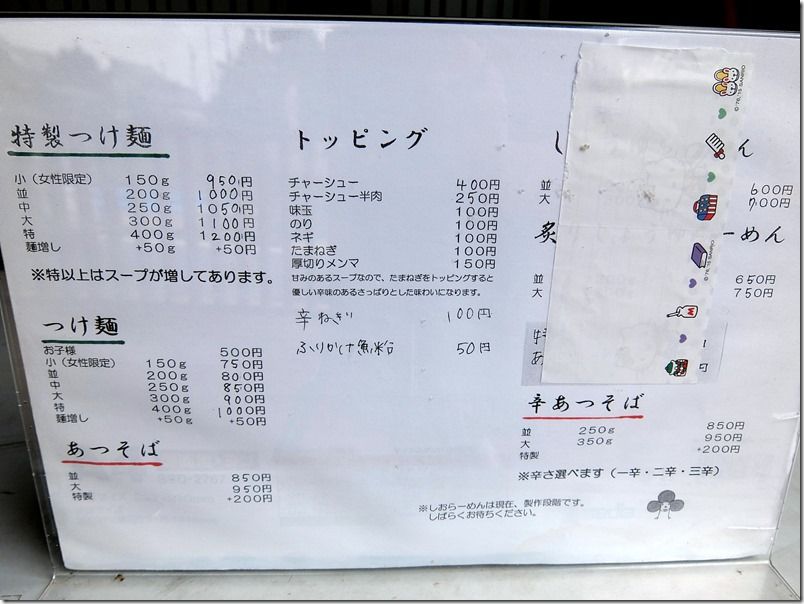 特製つけ麺
小（女性限定） 150g 950円
並 200g 1000円
中 250g 1050円
大 300g 1100円
特 400g 1200円
麺増し +50g +50円
※特以上はスープが増してあります。
つけ麺
お子様 500円
小（女性限定） 150g 750円
並 200g 800円
中 250g 850円
大 300g 900円
特 400g 1000円
麺増し +50g +50円
あつそば
並 850円
大 950円
特製 +200円
トッピング
チャーシュー 400円
チャーシュー半肉 250円
味玉 100円
のり 100円
ネギ 100円
たまねぎ 100円
厚切りメンマ 150円
甘みのあるスープなので、たまねぎをトッピングすると
優しい辛味のあるさっぱりとした味わいになります。
辛ねぎ 100円
ふりかけ魚粉 50円
し ん
並 600円
大 700円
炙 ーめん
並 650円
大 750円
特
あ 円
辛あつそば
並 250g 850円
大 350g 950円
特製 +200円
※辛さ選べます（一辛・二辛・三辛）
※しおらーめんは現在、製作段階です。
しばらくお待ちください。